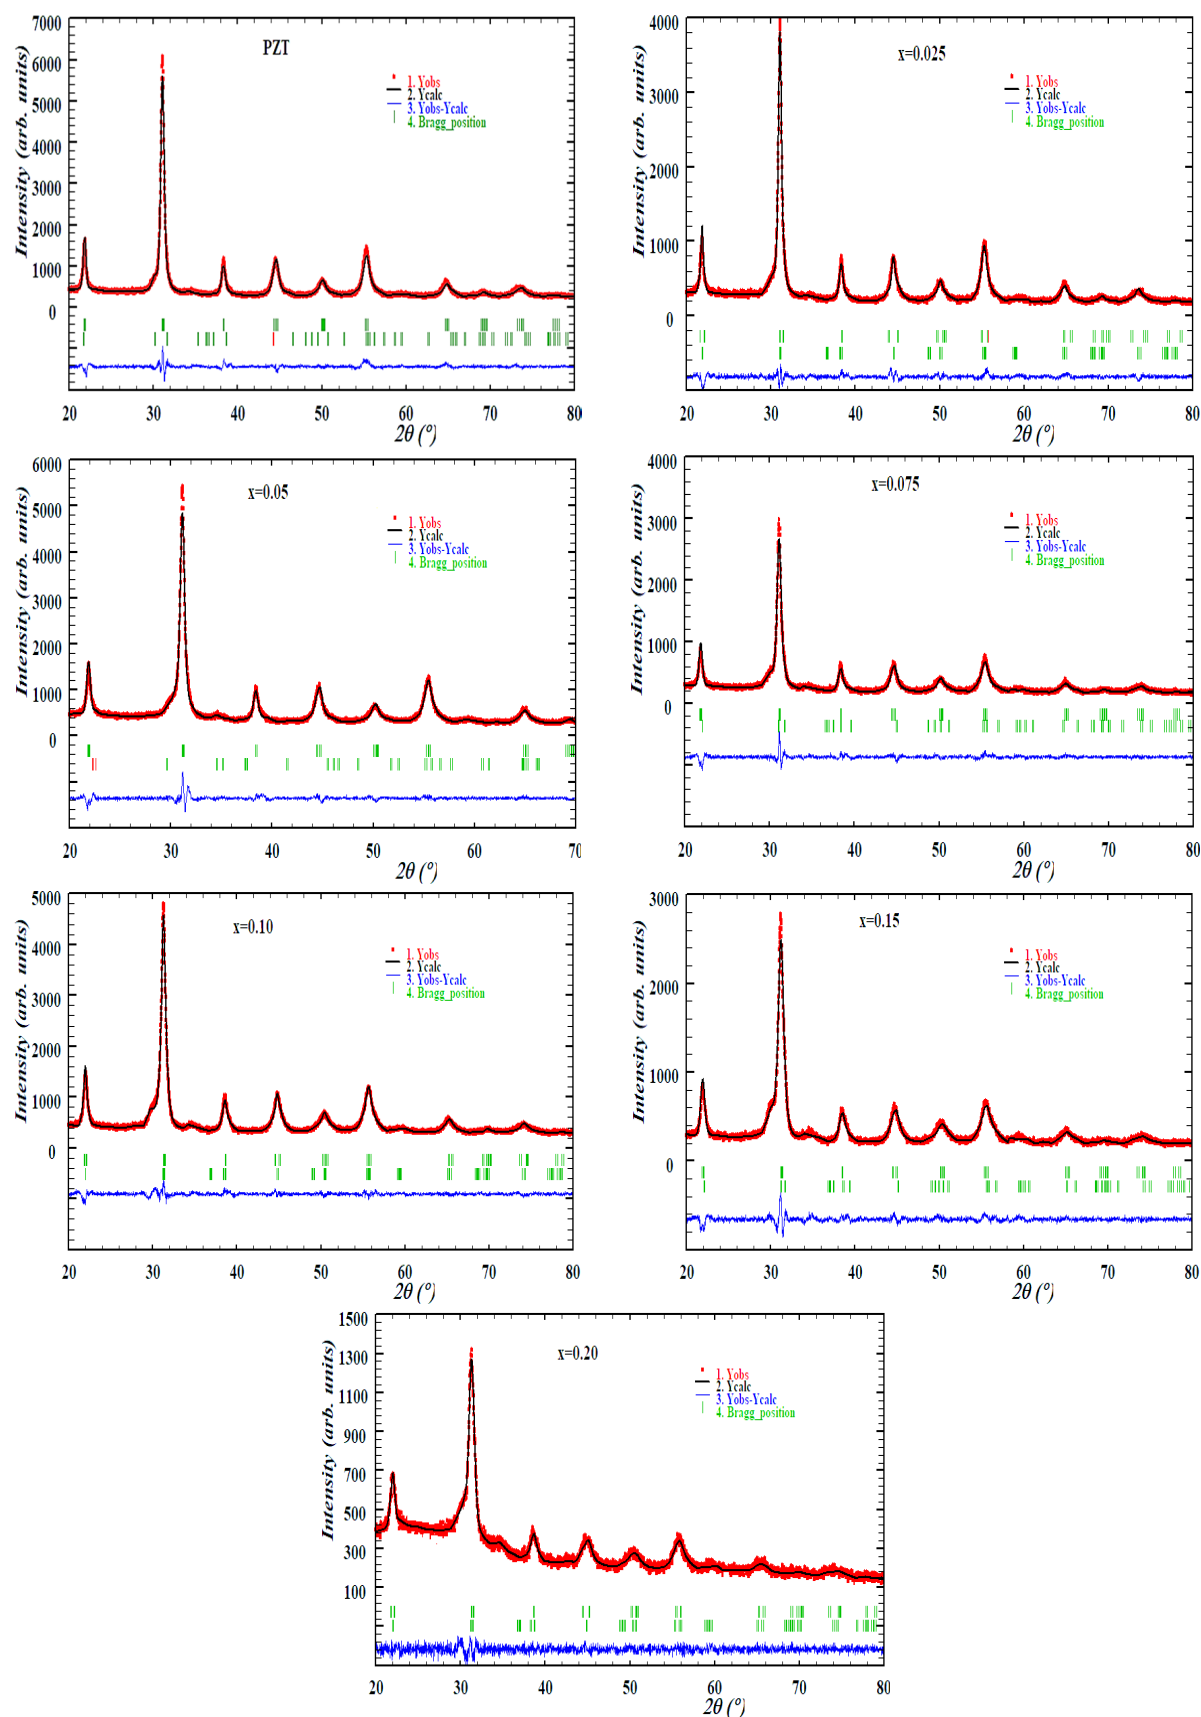 PZT
Intensity (arb. units)
7000
6000
5000
4000
3000
2000
1000
0
1. Yobs
2. Ycalc
3. Yobs-Ycalc
4. Bragg_position
20 30 40 50 60 70 80
2θ (°)
x=0.025
Intensity (arb. units)
4000
3000
2000
1000
0
1. Yobs
2. Ycalc
3. Yobs-Ycalc
4. Bragg_position
20 30 40 50 60 70 80
2θ (°)
x=0.05
Intensity (arb. units)
6000
5000
4000
3000
2000
1000
0
1. Yobs
2. Ycalc
3. Yobs-Ycalc
4. Bragg_position
20 30 40 50 60 70
2θ (°)
x=0.075
Intensity (arb. units)
4000
3000
2000
1000
0
1. Yobs
2. Ycalc
3. Yobs-Ycalc
4. Bragg_position
20 30 40 50 60 70 80
2θ (°)
x=0.10
Intensity (arb. units)
5000
4000
3000
2000
1000
0
1. Yobs
2. Ycalc
3. Yobs-Ycalc
4. Bragg_position
20 30 40 50 60 70 80
2θ (°)
x=0.15
Intensity (arb. units)
3000
2000
1000
0
1. Yobs
2. Ycalc
3. Yobs-Ycalc
4. Bragg_position
20 30 40 50 60 70 80
2θ (°)
x=0.20
Intensity (arb. units)
1500
1300
1100
900
700
500
300
100
1. Yobs
2. Ycalc
3. Yobs-Ycalc
4. Bragg_position
20 30 40 50 60 70 80
2θ (°)